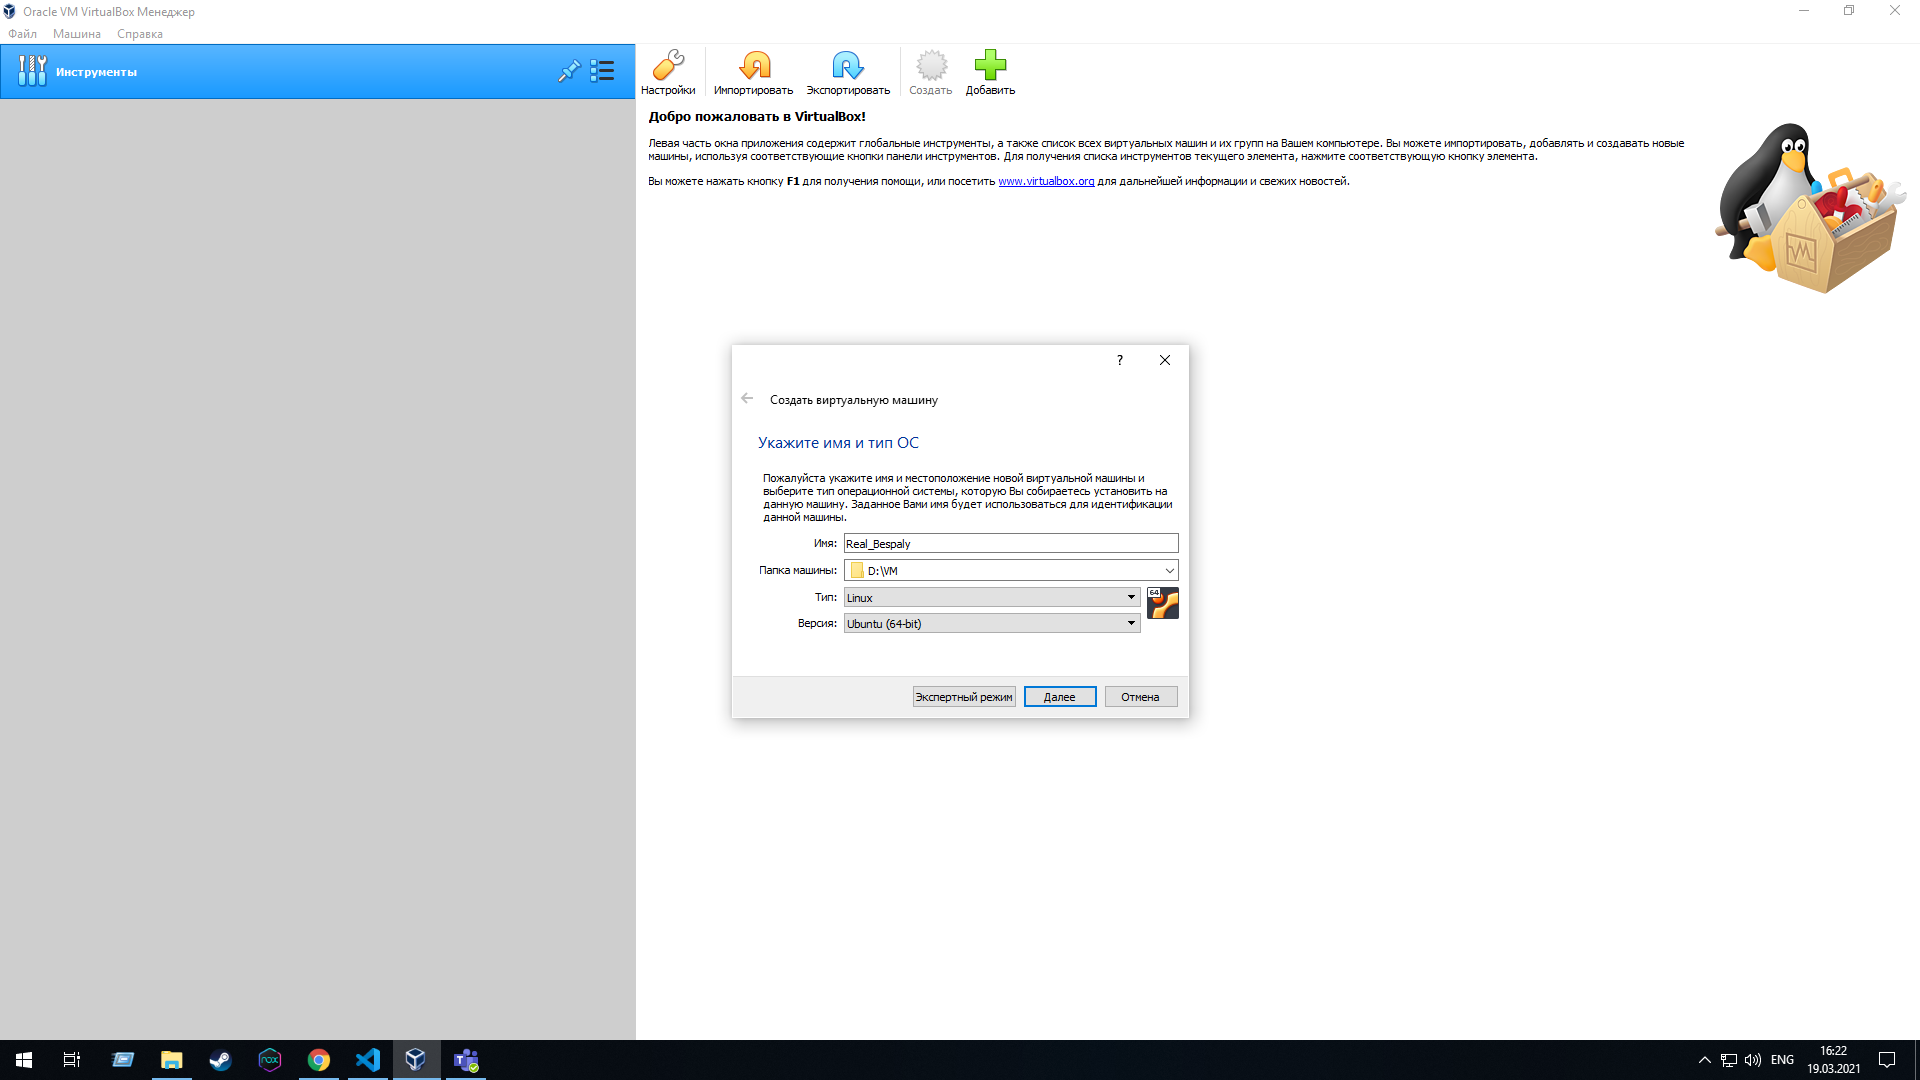 Oracle VM VirtualBox Менеджер
Файл Машина Справка
Инструменты
Настройки Импортировать Экспортировать Создать Добавить
Добро пожаловать в VirtualBox!
Левая часть окна приложения содержит глобальные инструменты, а также список всех виртуальных машин и их групп на Вашем компьютере. Вы можете импортировать, добавлять и создавать новые
машины, используя соответствующие кнопки панели инструментов. Для получения списка инструментов текущего элемента, нажмите соответствующую кнопку элемента.
Вы можете нажать кнопку F1 для получения помощи, или посетить www.virtualbox.org для дальнейшей информации и свежих новостей.
?
Создать виртуальную машину
Укажите имя и тип ОС
Пожалуйста укажите имя и местоположение новой виртуальной машины и
выберите тип операционной системы, которую Вы собираетесь установить на
данную машину. Заданное Вами имя будет использоваться для идентификации
данной машины.
Имя: Real_Bespaly
Папка машины: D:\VM
Тип: Linux
64
Версия: Ubuntu (64-bit)
Экспертный режим Далее Отмена
nox
ENG
16:22
19.03.2021